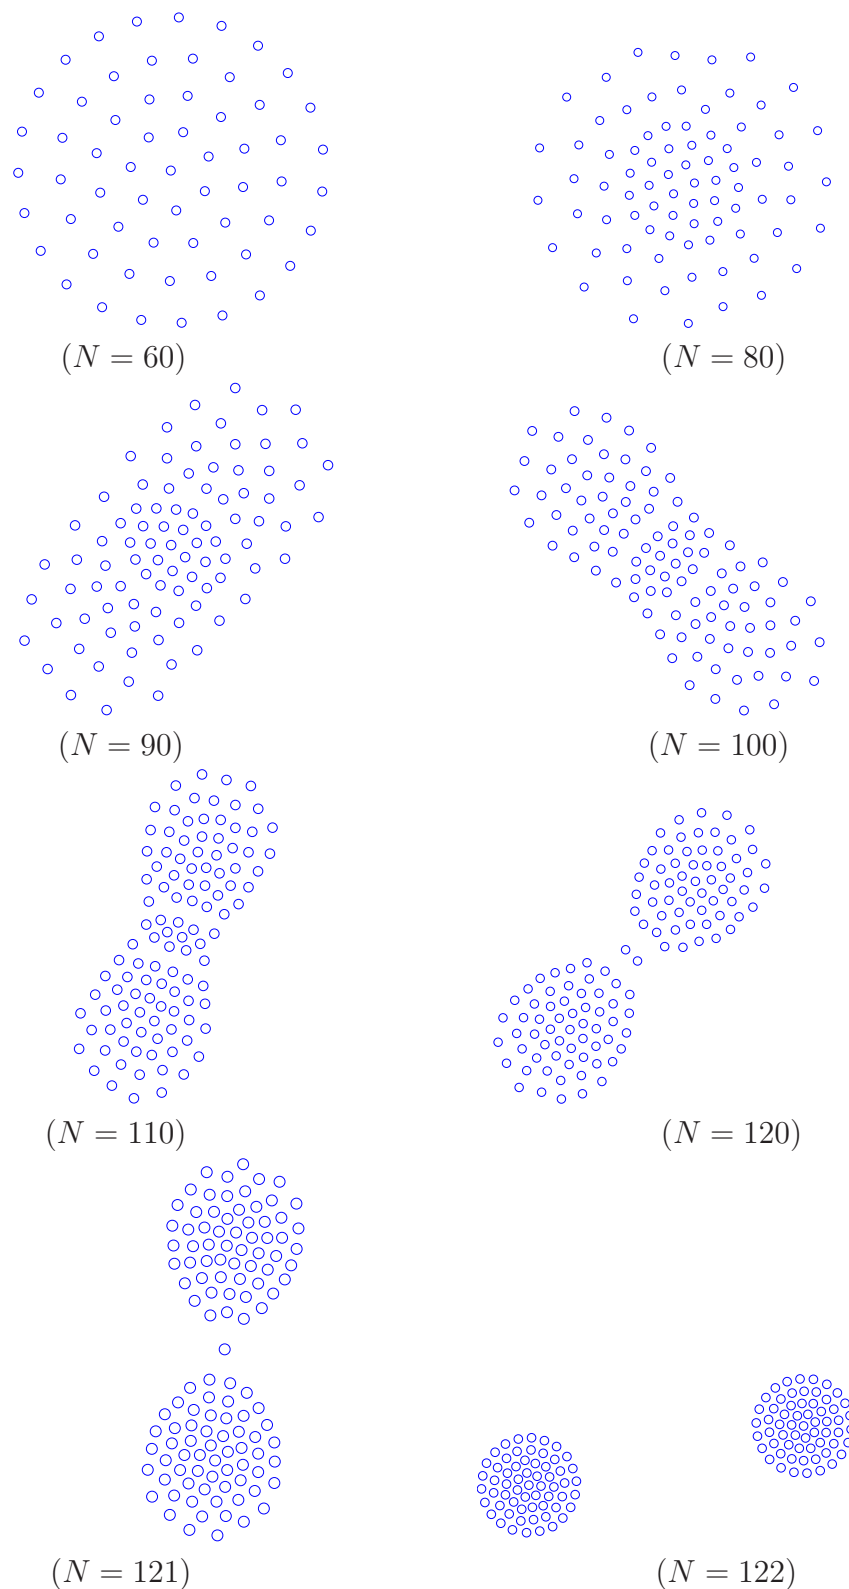 (N = 60)
(N = 80)
(N = 90)
(N = 100)
(N = 110)
(N = 120)
(N = 121)
(N = 122)